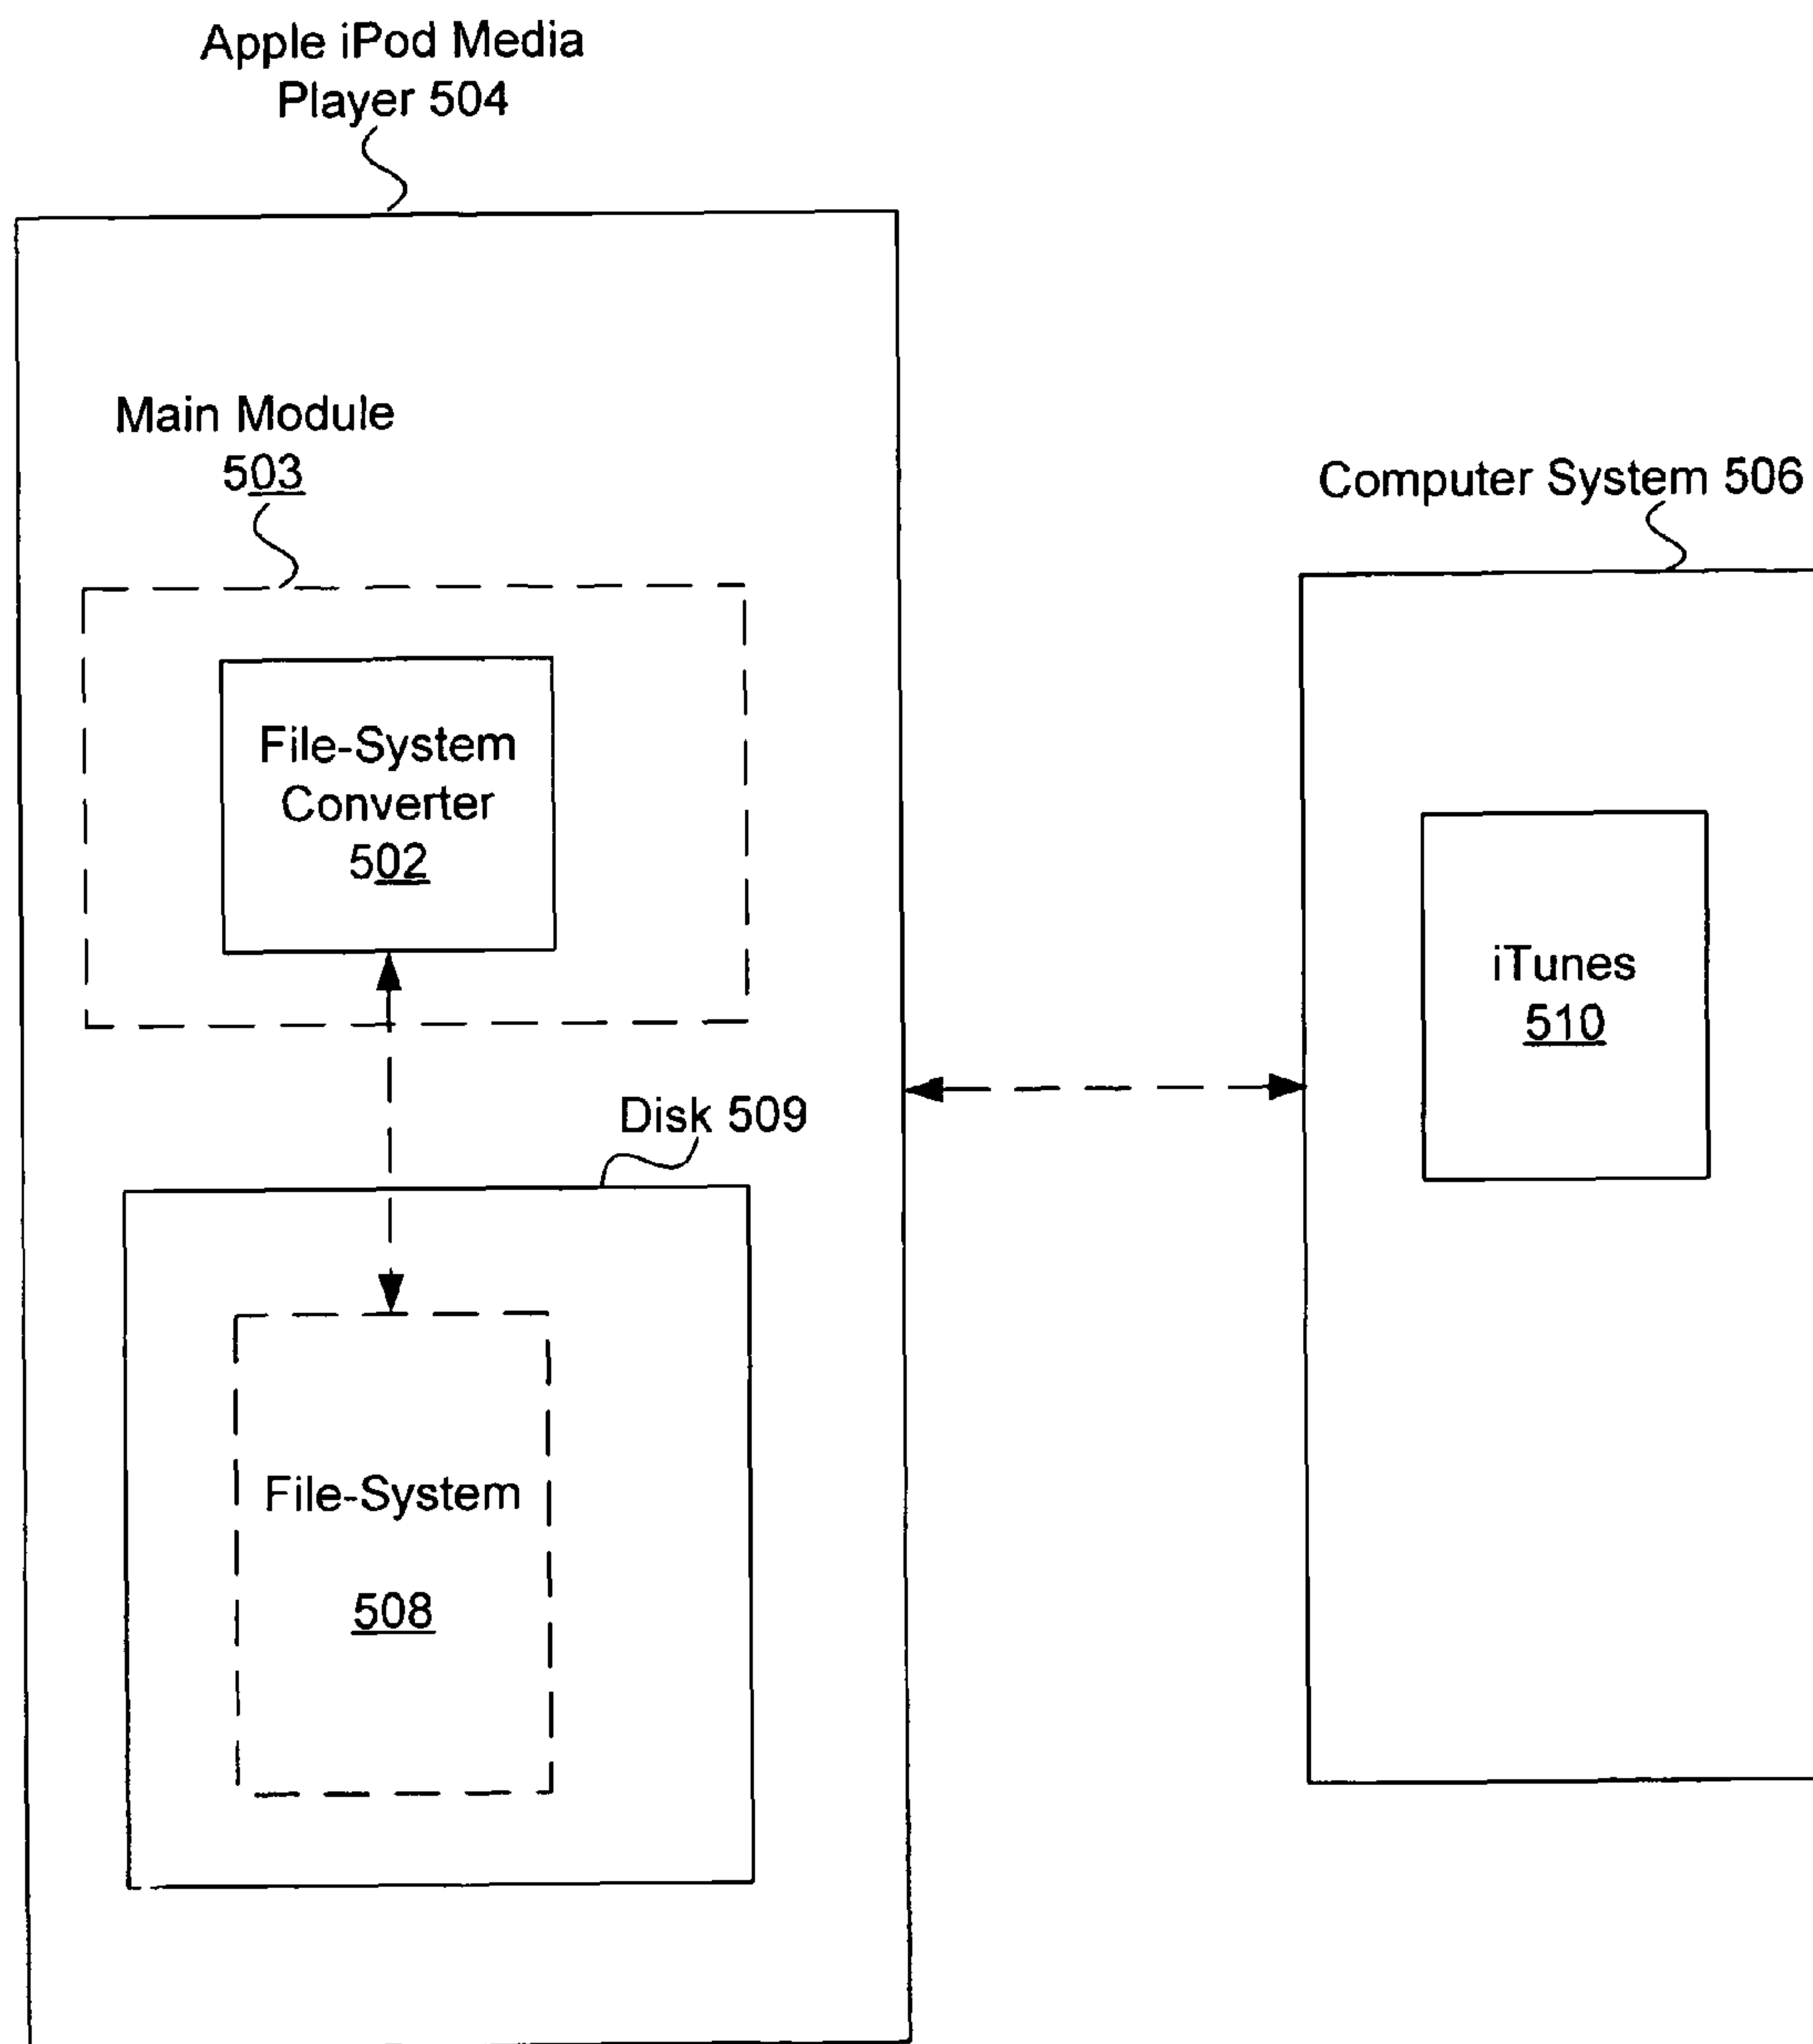 Apple iPod Media
Player 504
Main Module
503
Computer System 506
File-System
Converter
502
iTunes
510
Disk 509
File-System
508